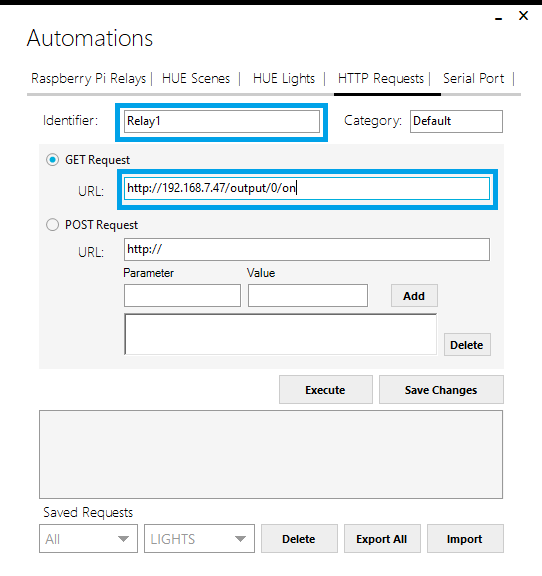 Automations
Raspberry Pi Relays | HUE Scenes | HUE Lights | HTTP Requests | Serial Port |
Identifier: Relay1 Category: Default
GET Request
URL: http://192.168.7.47/output/0/on
POST Request
URL: http://
Parameter Value
Add
Delete
Execute Save Changes
Saved Requests
All LIGHTS Delete Export All Import